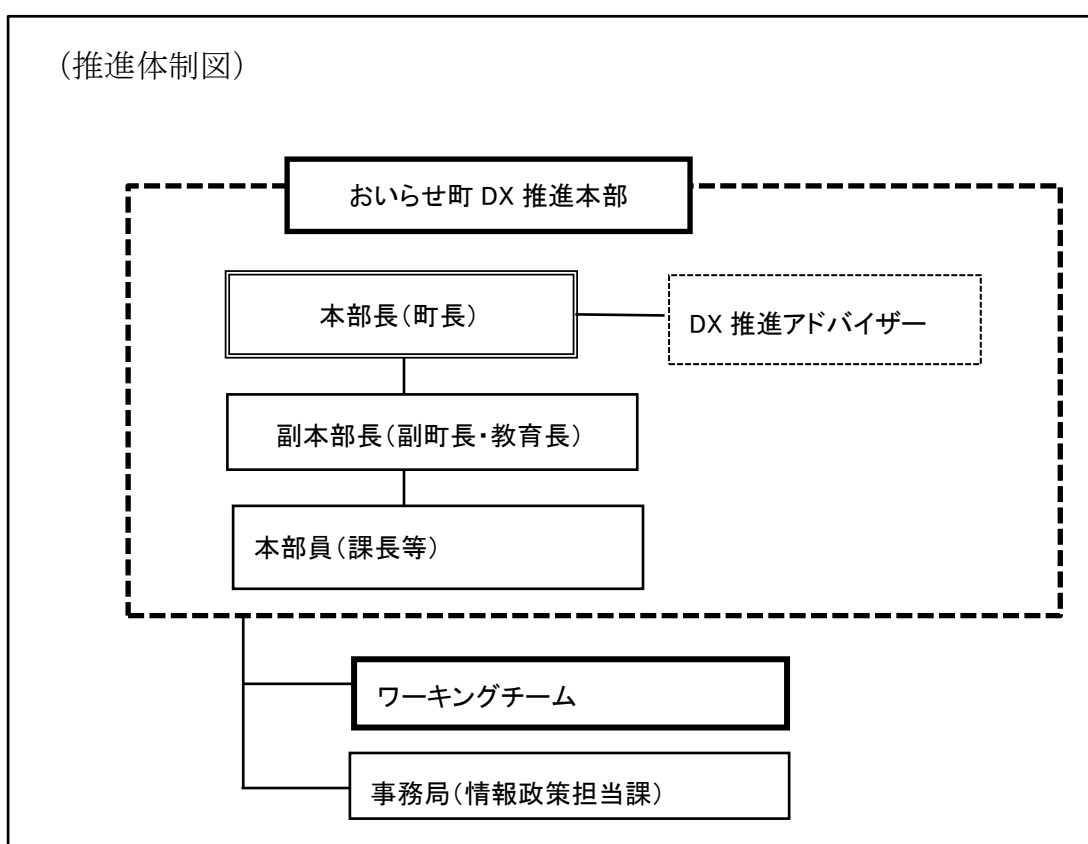 （推進体制図）
おいらせ町 DX 推進本部
本部長（町長）
DX 推進アドバイザー
副本部長（副町長・教育長）
本部員（課長等）
ワーキングチーム
事務局（情報政策担当課）